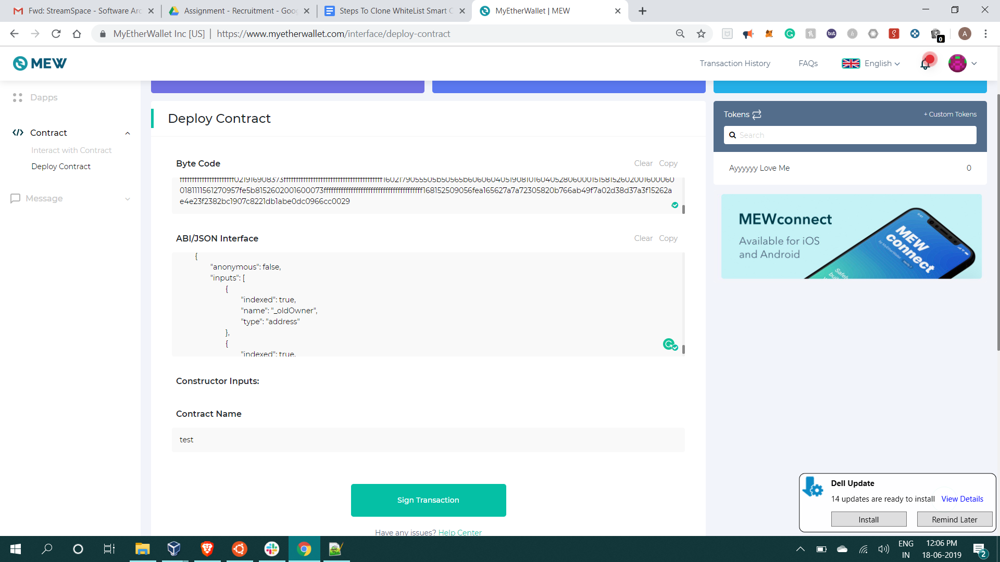 Fwd: StreamSpace - Software Arc
Assignment - Recruitment - Goog
Steps To Clone WhiteList Smart C
MyEtherWallet | MEW
MyEtherWallet Inc [US] | https://www.myetherwallet.com/interface/deploy-contract
0
A
MEW
Transaction History
FAQs
English
Dapps
Contract
Interact with Contract
Deploy Contract
Message
Deploy Contract
Byte Code
Clear Copy
e4e23f2382bc1907c8221db1abe0dc0966cc0029
ABI/JSON Interface
Clear Copy
{
"anonymous": false,
"inputs": [
{
"indexed": true,
"name": "_oldOwner",
"type": "address"
},
{
"indexed": true,
Constructor Inputs:
Contract Name
test
Sign Transaction
Have any issues? Help Center
Tokens
+ Custom Tokens
Search
Ayyyyyy Love Me 0
MEWconnect
Available for iOS
and Android
MEW
connect
by MyEtherWallet
Dell Update
14 updates are ready to install View Details
Install
Remind Later
ENG
IN
12:06 PM
18-06-2019
2